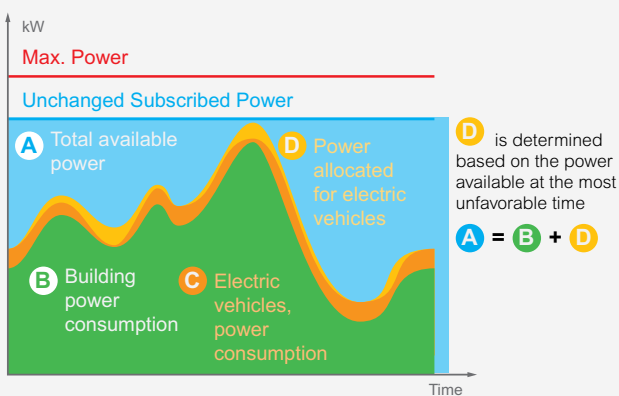 kW
Max. Power
Unchanged Subscribed Power
A Total available
power
D Power
allocated
for electric
vehicles
B Building
power
consumption
C Electric
vehicles,
power
consumption
Time
D is determined
based on the power
available at the most
unfavorable time
A = B + D